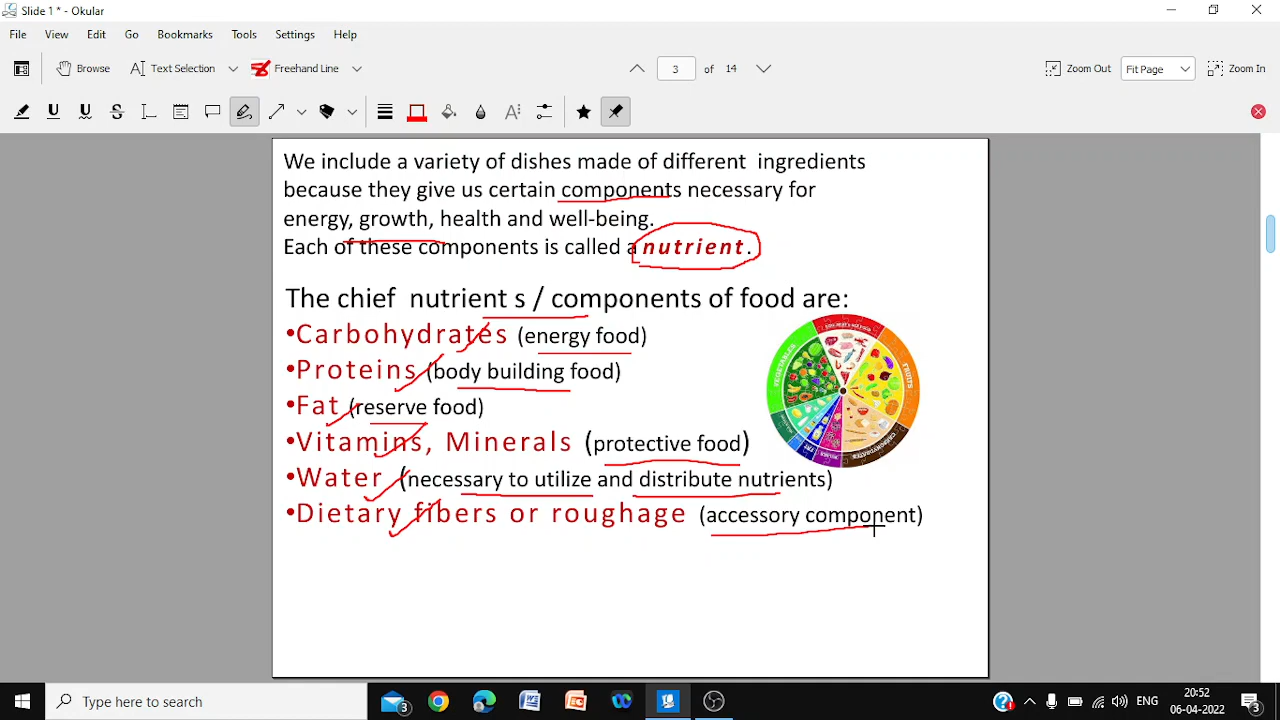 Slide 1 * - Okular
File View Edit Go Bookmarks Tools Settings Help
Browse Text Selection Freehand Line 3 of 14 Zoom Out Fit Page Zoom In
We include a variety of dishes made of different ingredients
because they give us certain components necessary for
energy, growth, health and well-being.
Each of these components is called a nutrient.
The chief nutrient s / components of food are:
•Carbohydrates (energy food)
•Proteins (body building food)
•Fat (reserve food)
•Vitamins, Minerals (protective food)
•Water (necessary to utilize and distribute nutrients)
•Dietary fibers or roughage (accessory component)
VEGETABLES
FRUITS
CARBOHYDRATES
Type here to search
3
ENG
20:52
06-04-2022
3